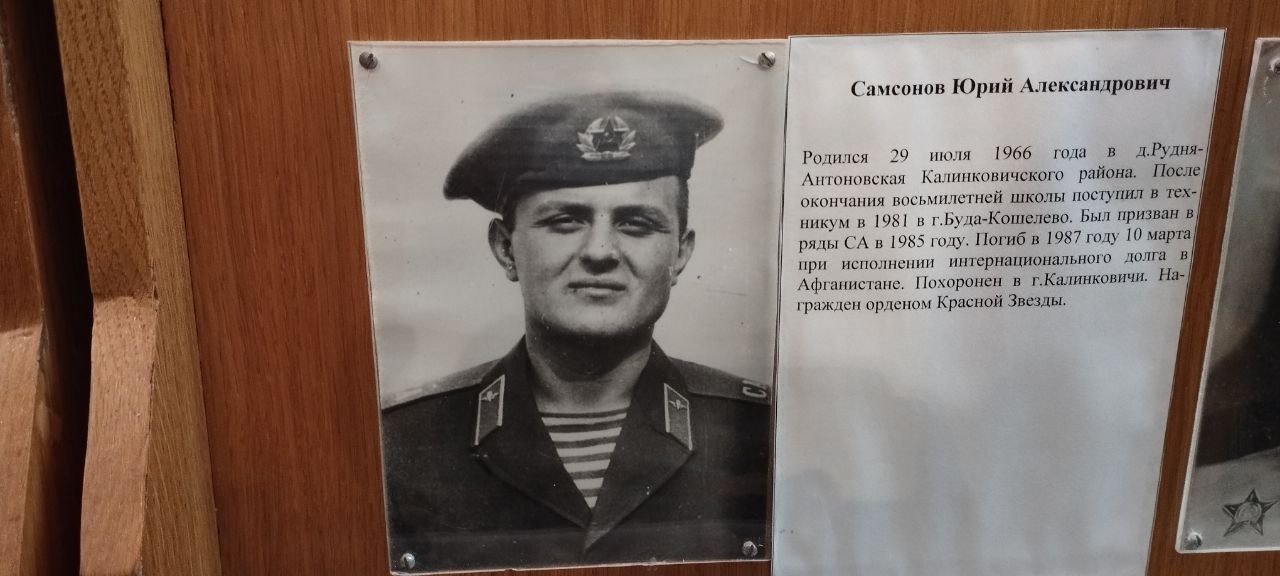 Самсонов Юрий Александрович
Родился 29 июля 1966 года в д.Рудня-
Антоновская Калинковичского района. После
окончания восьмилетней школы поступил в тех-
никум в 1981 в г.Буда-Кошелево. Был призван в
ряды СА в 1985 году. Погиб в 1987 году 10 марта
при исполнении интернационального долга в
Афганистане. Похоронен в г.Калинковичи. На-
гражден орденом Красной Звезды.